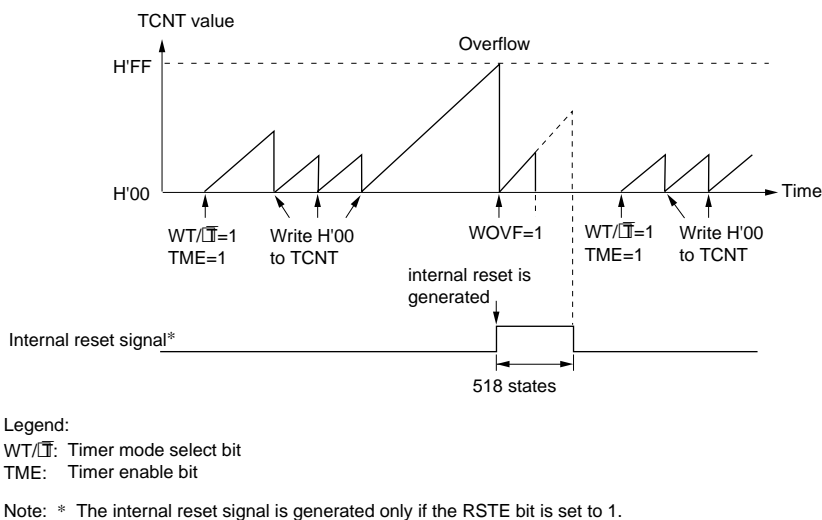 TCNT value
Overflow
H'FF
H'00
Time
WT/IT=1
TME=1
Write H'00
to TCNT
WOVF=1
WT/IT=1
TME=1
Write H'00
to TCNT
internal reset is
generated
Internal reset signal*
518 states
Legend:
WT/IT: Timer mode select bit
TME: Timer enable bit
Note: * The internal reset signal is generated only if the RSTE bit is set to 1.